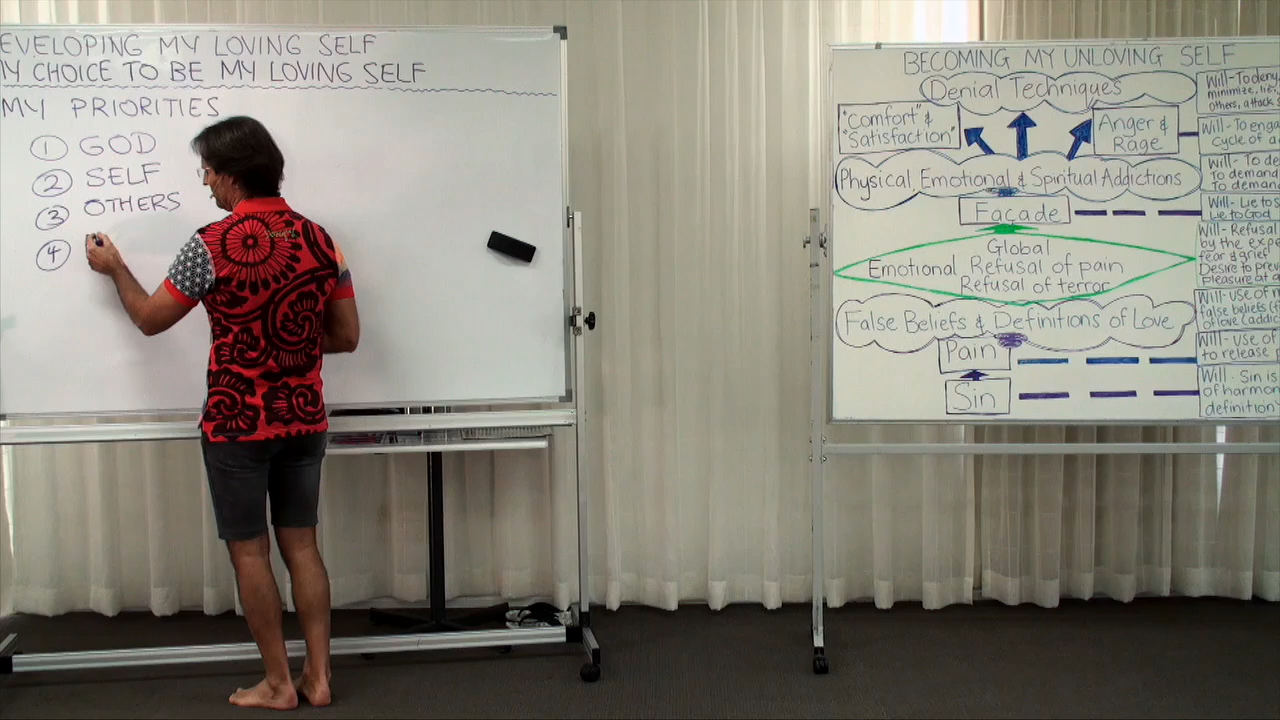 EVELOPING MY LOVING SELF
MY CHOICE TO BE MY LOVING SELF
MY PRIORITIES
1 GOD
2 SELF
3 OTHERS
4
BECOMING MY UNLOVING SELF
Denial Techniques
"Comfort" &
"Satisfaction"
Anger &
Rage
Physical Emotional & Spiritual Addictions
Façade
Global
Emotional Refusal of pain
Refusal of terror
False Beliefs & Definitions of Love
Pain
Sin
Will - To deny
minimize, lie
others, attack
Will - To enga
cycle of a
Will - To de
To demand
To deman
Will - Lie to S
Lie to God
Will - Refusal
by the exp
fear & grief
Desire to prev
pleasure at a
Will - Use of
false beliefs
of love (addi
Will - use of
to release
Will - Sin is
of harmon
definition